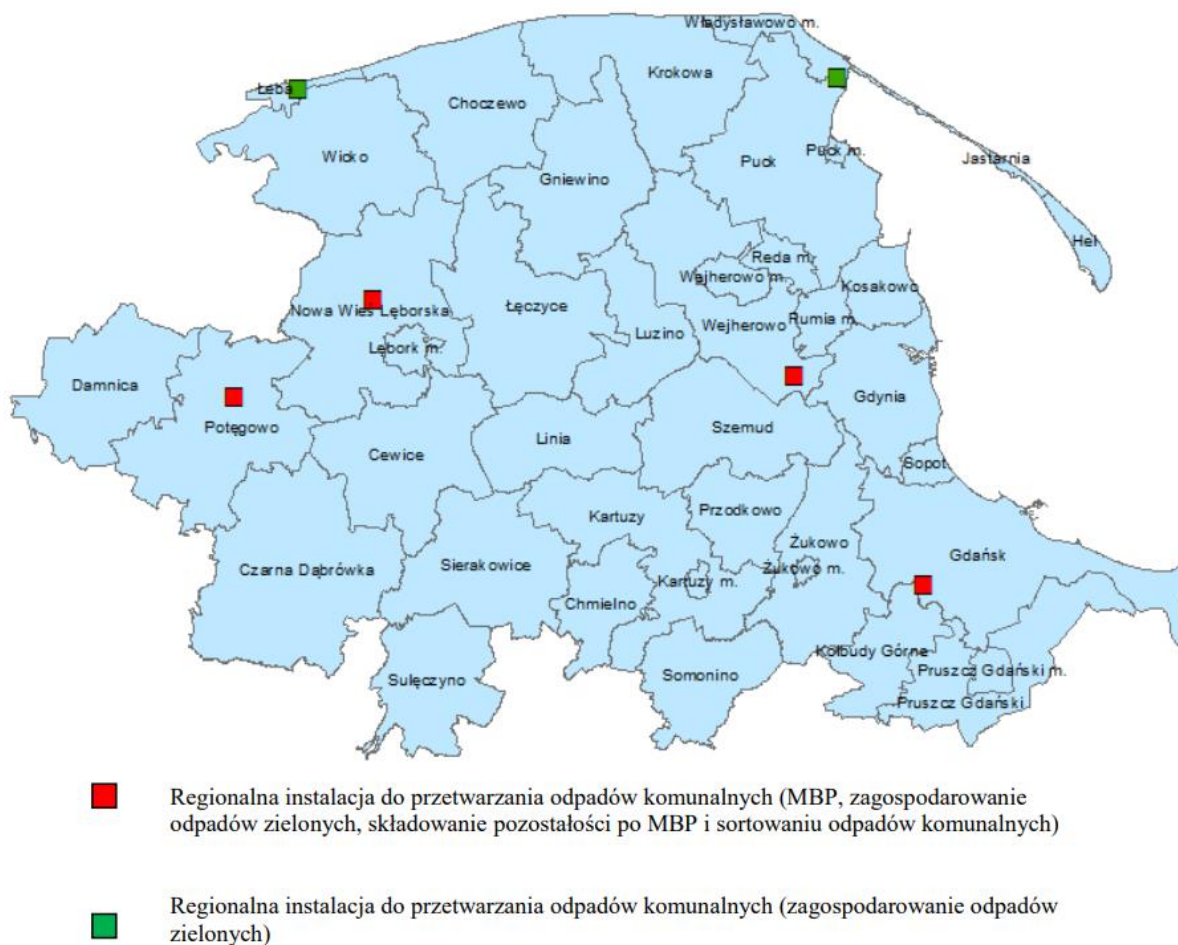 Władysławowo m.
Krokowa
Łeba
Choczewo
Wicko
Puck
Puck m.
Jastarnia
Gniewino
Hel
Reda m.
Wejherowo m.
Kosakowo
Nowa Wieś Lęborska
Łęczyce
Luzino
Wejherowo
Rumia m.
Lębork m.
Damnica
Gdynia
Potęgowo
Cewice
Linia
Szemud
Sopot
Przodkowo
Kartuzy
Żukowo
Gdańsk
Czarna Dąbrówka
Sierakowice
Żukowo m.
Kartuzy m.
Chmielno
Kolbudy Górne
Sulęczyno
Somonino
Pruszcz Gdański m.
Pruszcz Gdański
Regionalna instalacja do przetwarzania odpadów komunalnych (MBP, zagospodarowanie
odpadów zielonych, składowanie pozostałości po MBP i sortowaniu odpadów komunalnych)
Regionalna instalacja do przetwarzania odpadów komunalnych (zagospodarowanie odpadów
zielonych)